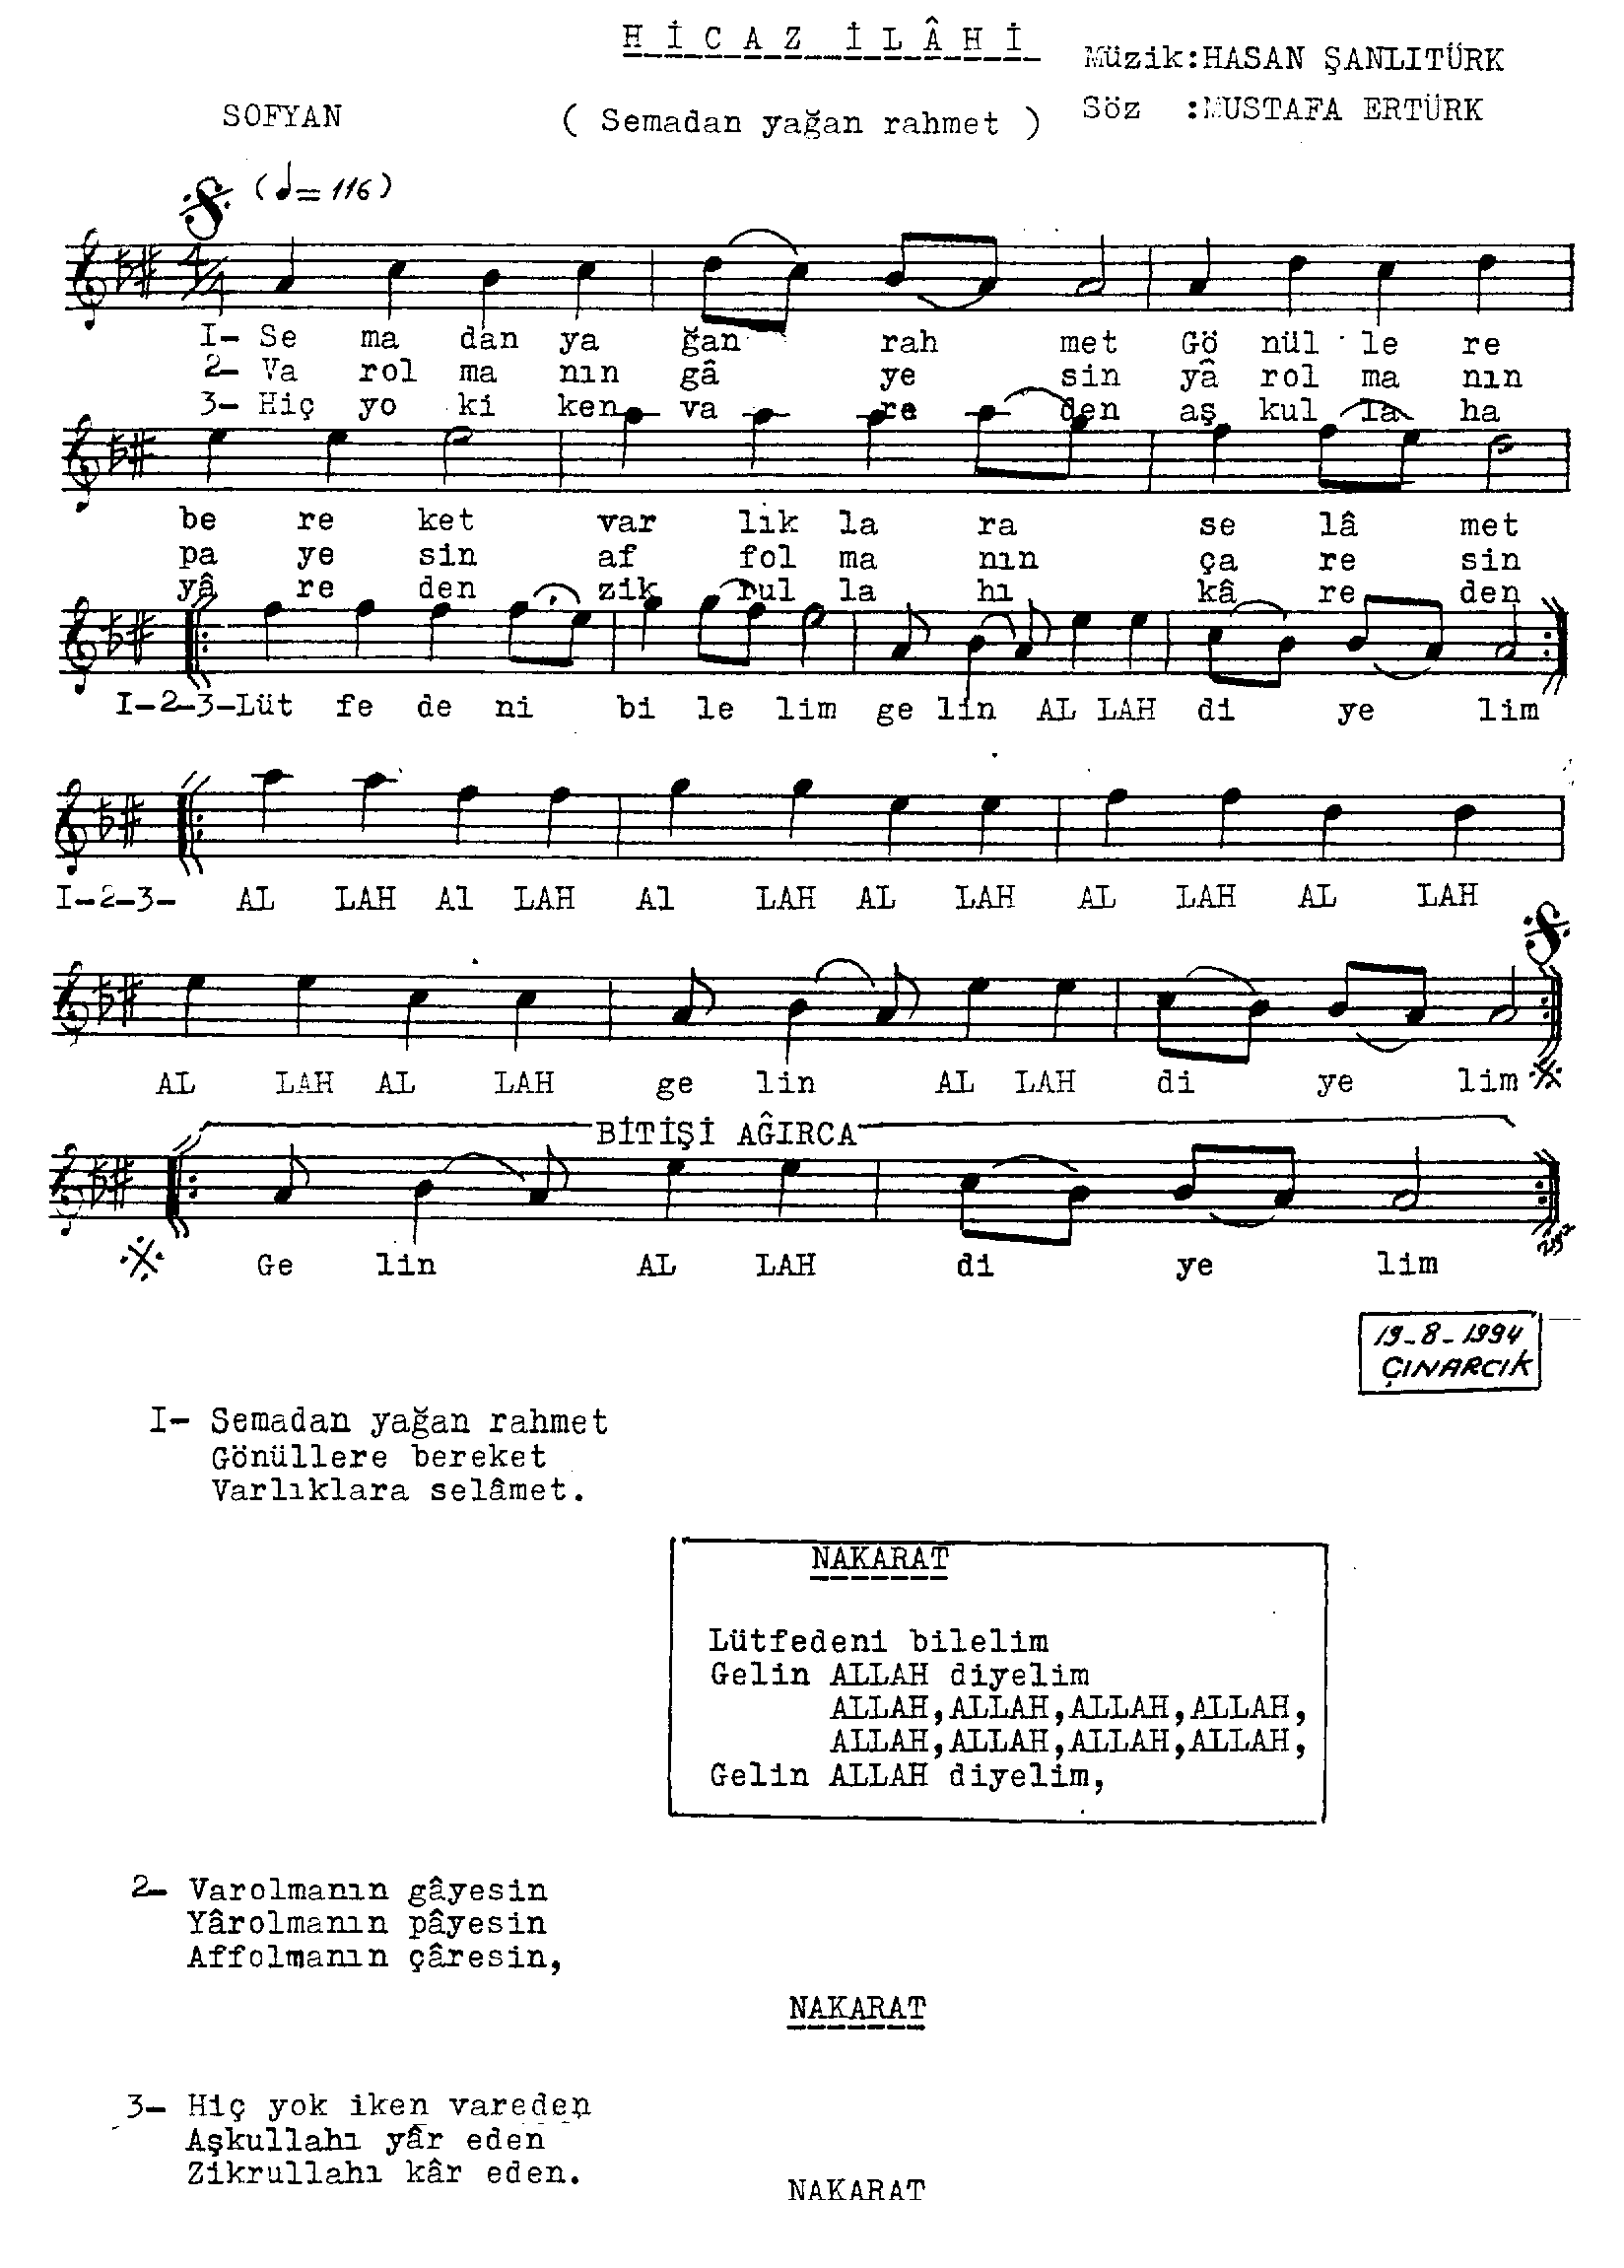 HİCAZ İLÂHİ
Müzik:HASAN ŞANLITÜRK
SOFYAN
( Semadan yağan rahmet )
Söz :MUSTAFA ERTÜRK
(♩=116)
4/4
I- Se ma dan ya ğan rah met Gö nül le re
2- Va rol ma nın gâ ye sin yâ rol ma nın
3- Hiç yo ki ken va re den aş kul la ha
be re ket var lik la ra se lâ met
pa ye sin af fol ma nın ça re sin
yâ re den zik rul la hı kâ re den
I-2-3-Lüt fe de ni bi le lim ge lin AL LAH di ye lim
I-2-3- AL LAH Al LAH Al LAH AL LAH AL LAH AL LAH
AL LAH AL LAH ge lin AL LAH di ye lim
BİTİŞİ AĞIRCA
Ge lin AL LAH di ye lim
19-8-1994
ÇINARCIK
I- Semadan yağan rahmet
Gönüllere bereket
Varlıklara selâmet.
NAKARAT
Lütfedeni bilelim
Gelin ALLAH diyelim
ALLAH,ALLAH,ALLAH,ALLAH,
ALLAH,ALLAH,ALLAH,ALLAH,
Gelin ALLAH diyelim,
2- Varolmanın gâyesin
Yârolmanın pâyesin
Affolmanın çâresin,
NAKARAT
3- Hiç yok iken vareden
Aşkullahı yâr eden
Zikrullahı kâr eden.
NAKARAT